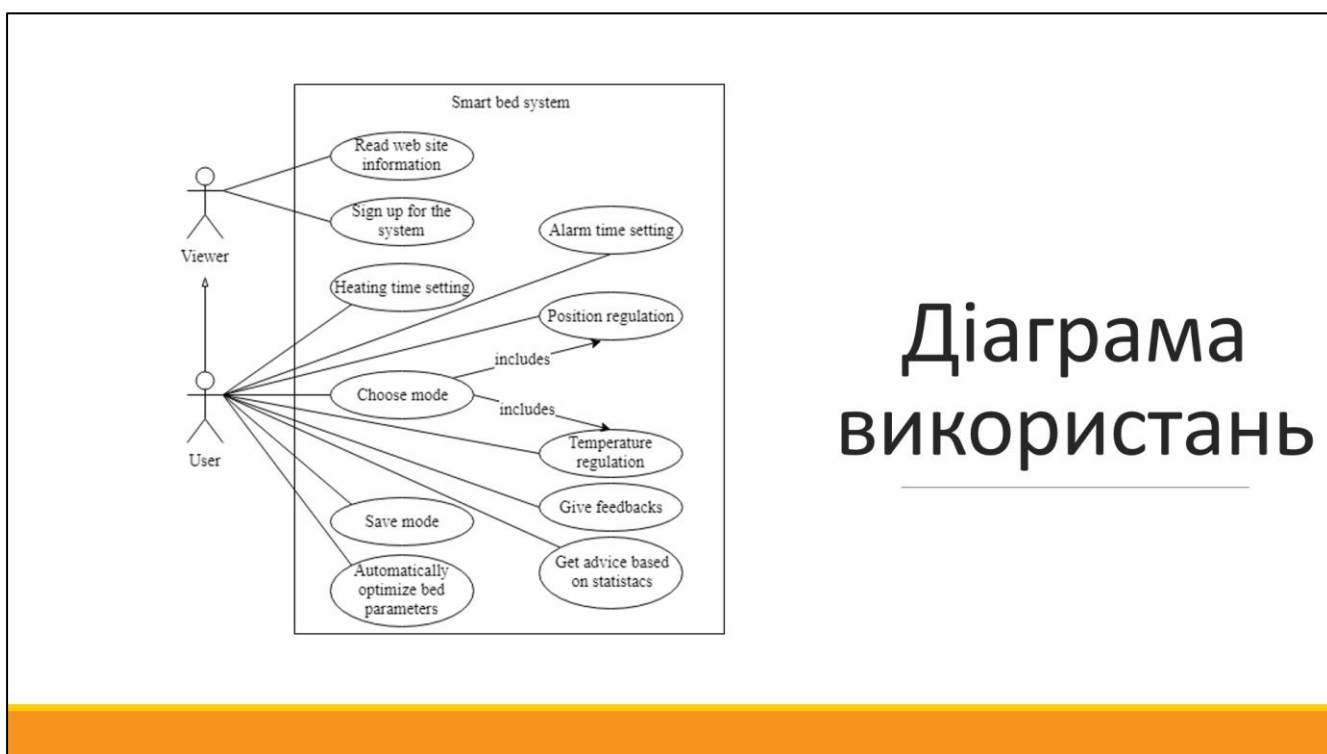 Smart bed system
Read web site
information
Sign up for the
system
Viewer
Alarm time setting
Heating time setting
Position regulation
includes
Choose mode
includes
Temperature
regulation
User
Give feedbacks
Save mode
Get advice based
on statistacs
Automatically
optimize bed
parameters
Діаграма
використань